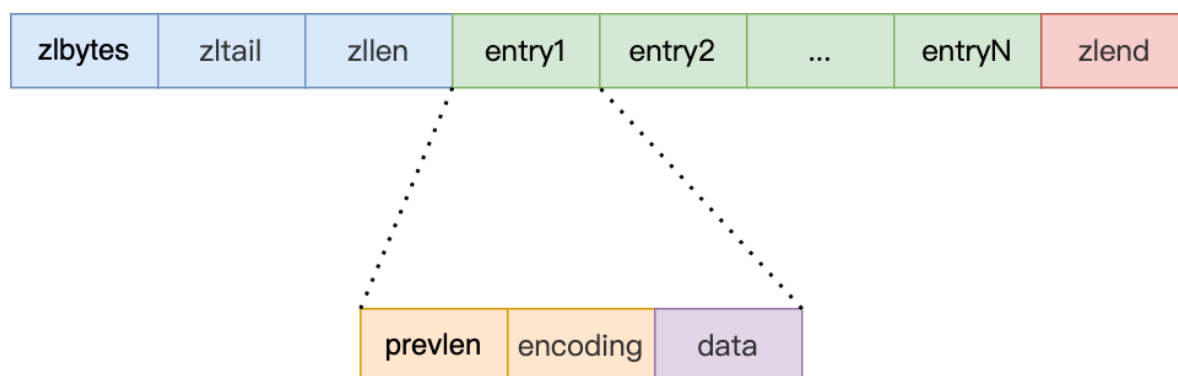 zlbytes zltail zllen entry1 entry2 ... entryN zlend
prevlen encoding data